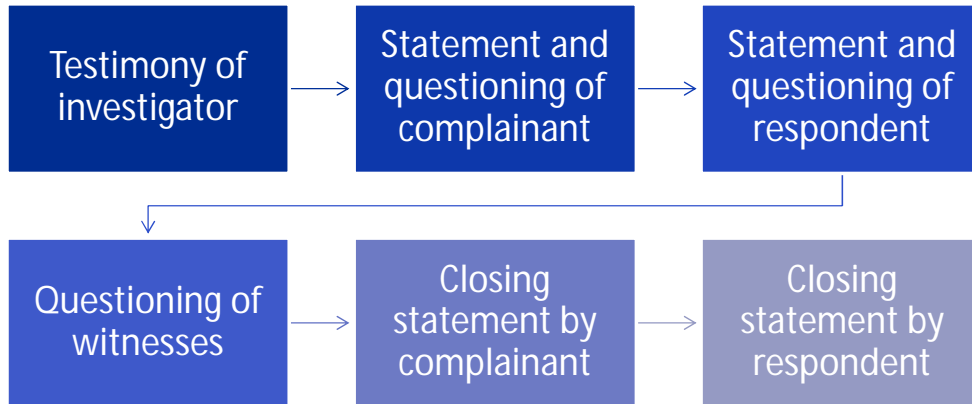 Testimony of
investigator
Statement and
questioning of
complainant
Statement and
questioning of
respondent
Questioning of
witnesses
Closing
statement by
complainant
Closing
statement by
respondent